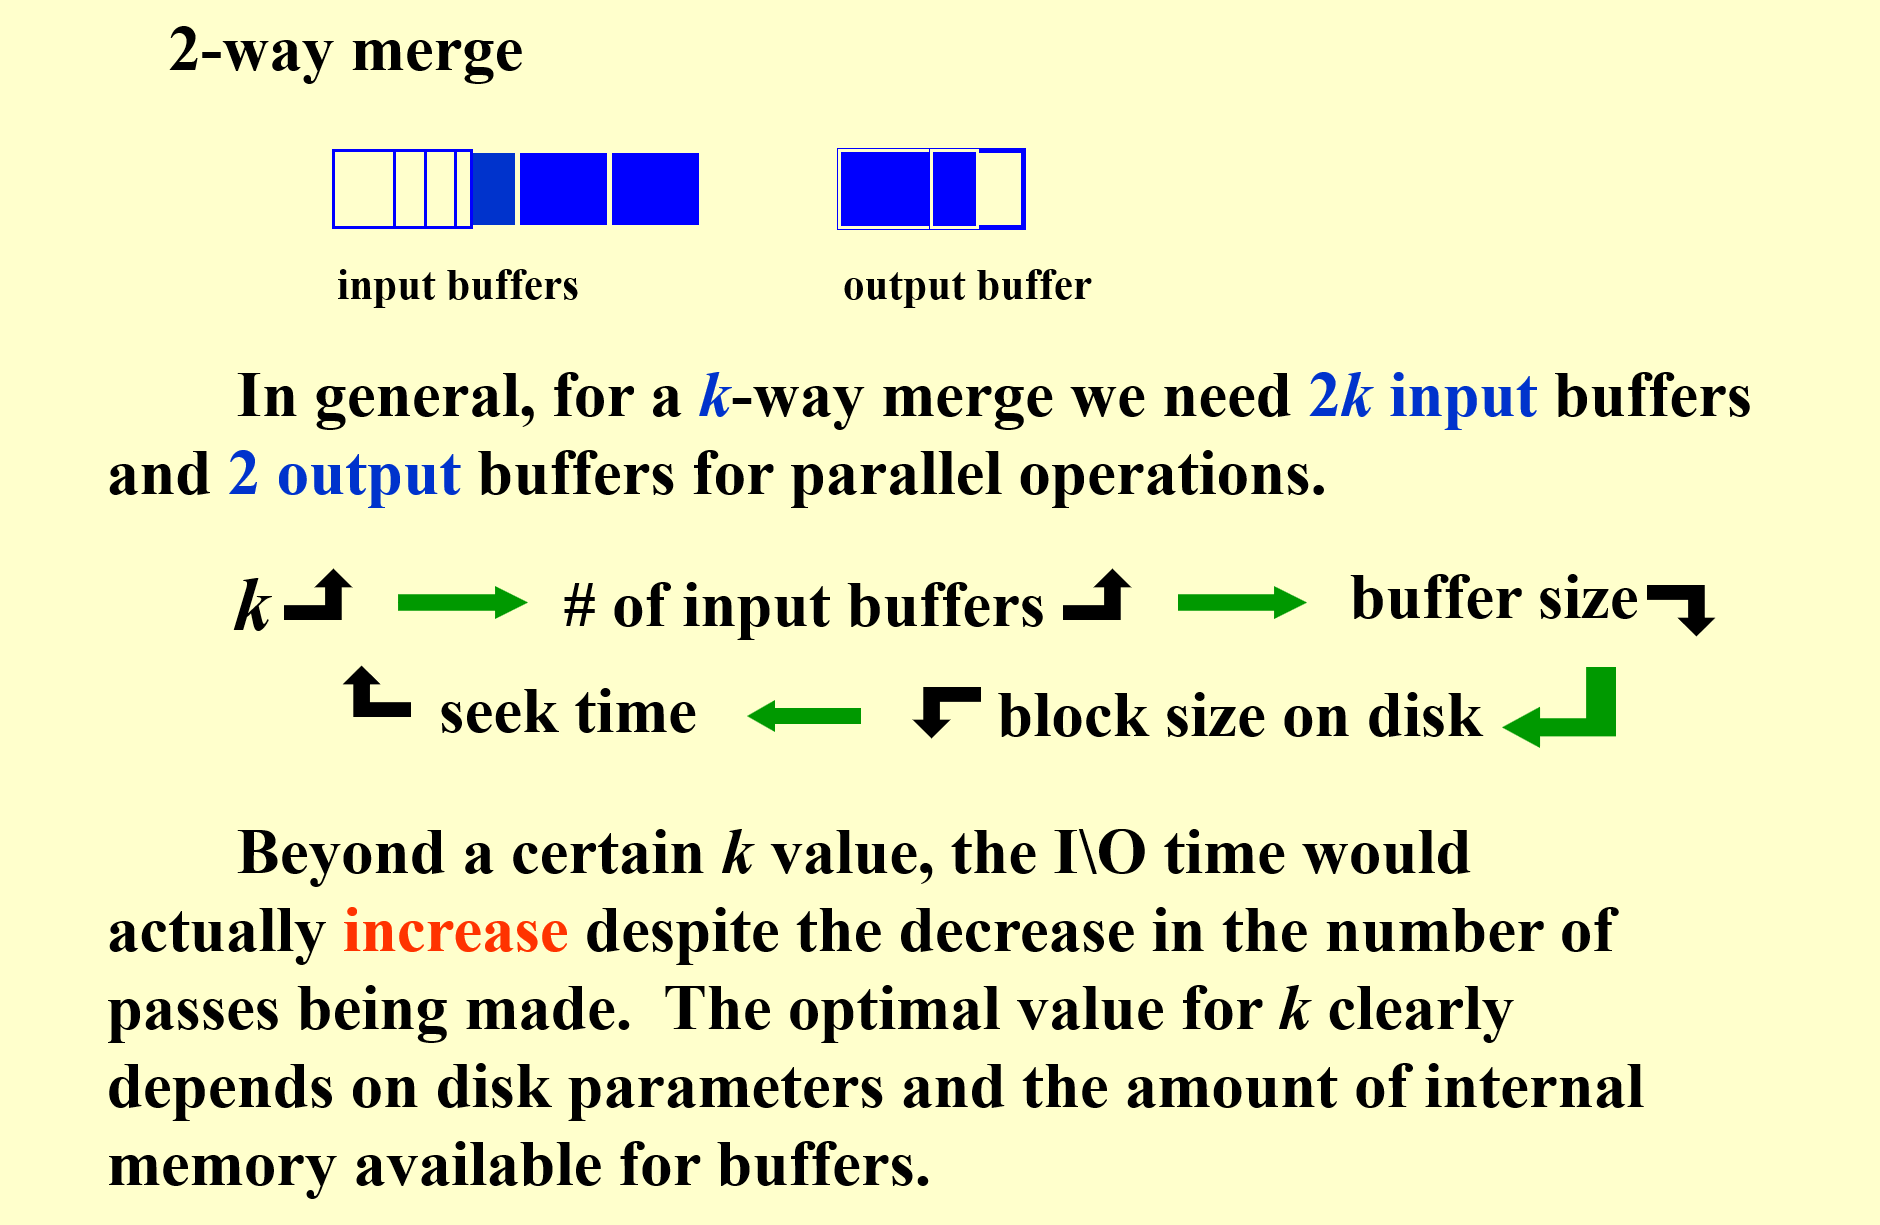 2-way merge
input buffers
output buffer
In general, for a k-way merge we need 2k input buffers
and 2 output buffers for parallel operations.
k # of input buffers buffer size
seek time block size on disk
Beyond a certain k value, the I\O time would
actually increase despite the decrease in the number of
passes being made. The optimal value for k clearly
depends on disk parameters and the amount of internal
memory available for buffers.